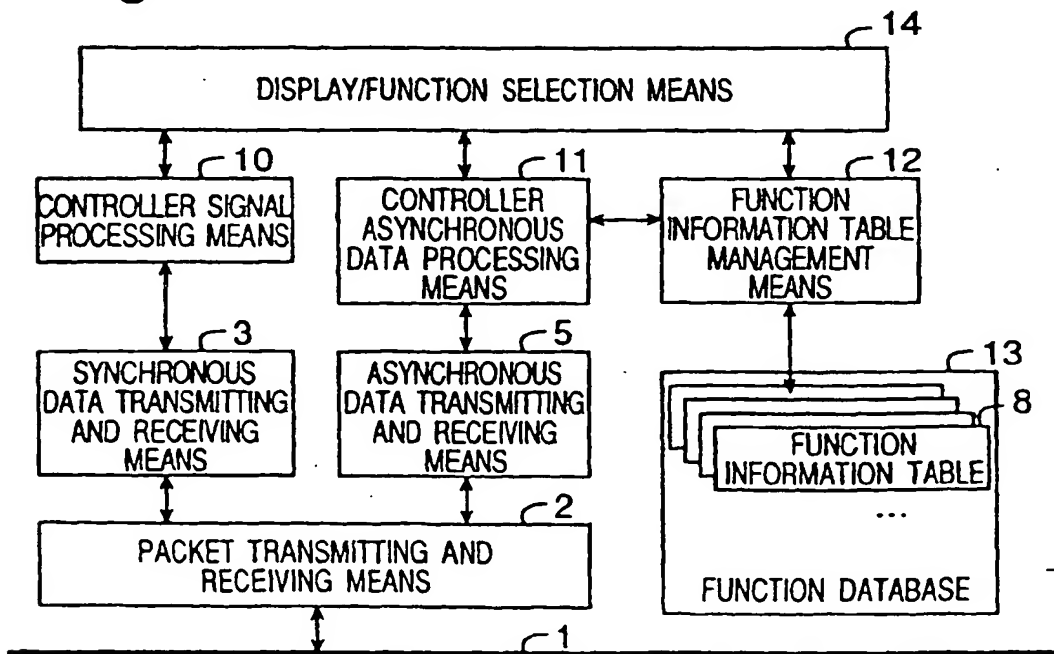 14
DISPLAY/FUNCTION SELECTION MEANS
10
CONTROLLER SIGNAL
PROCESSING MEANS
11
CONTROLLER
ASYNCHRONOUS
DATA PROCESSING
MEANS
12
FUNCTION
INFORMATION TABLE
MANAGEMENT
MEANS
3
SYNCHRONOUS
DATA TRANSMITTING
AND RECEIVING
MEANS
5
ASYNCHRONOUS
DATA TRANSMITTING
AND RECEIVING
MEANS
13
8
FUNCTION
INFORMATION TABLE
...
FUNCTION DATABASE
2
PACKET TRANSMITTING AND
RECEIVING MEANS
1